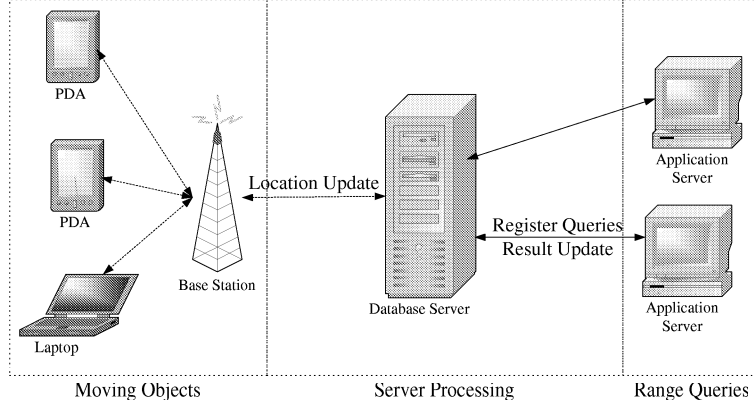 PDA
PDA
Laptop
Base Station
Location Update
Database Server
Application
Server
Register Queries
Result Update
Application
Server
Moving Objects
Server Processing
Range Queries